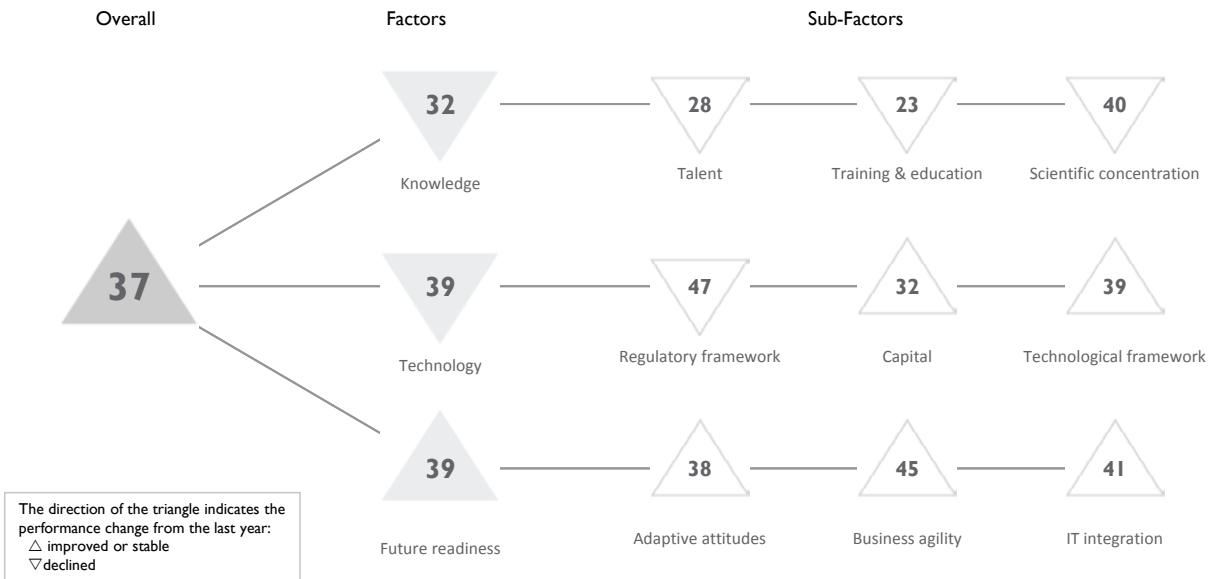 Overall
Factors
Sub-Factors
32
28
23
40
Knowledge
Talent
Training & education
Scientific concentration
37
39
47
32
39
Technology
Regulatory framework
Capital
Technological framework
39
38
45
41
Future readiness
Adaptive attitudes
Business agility
IT integration
The direction of the triangle indicates the
performance change from the last year:
△ improved or stable
▽declined